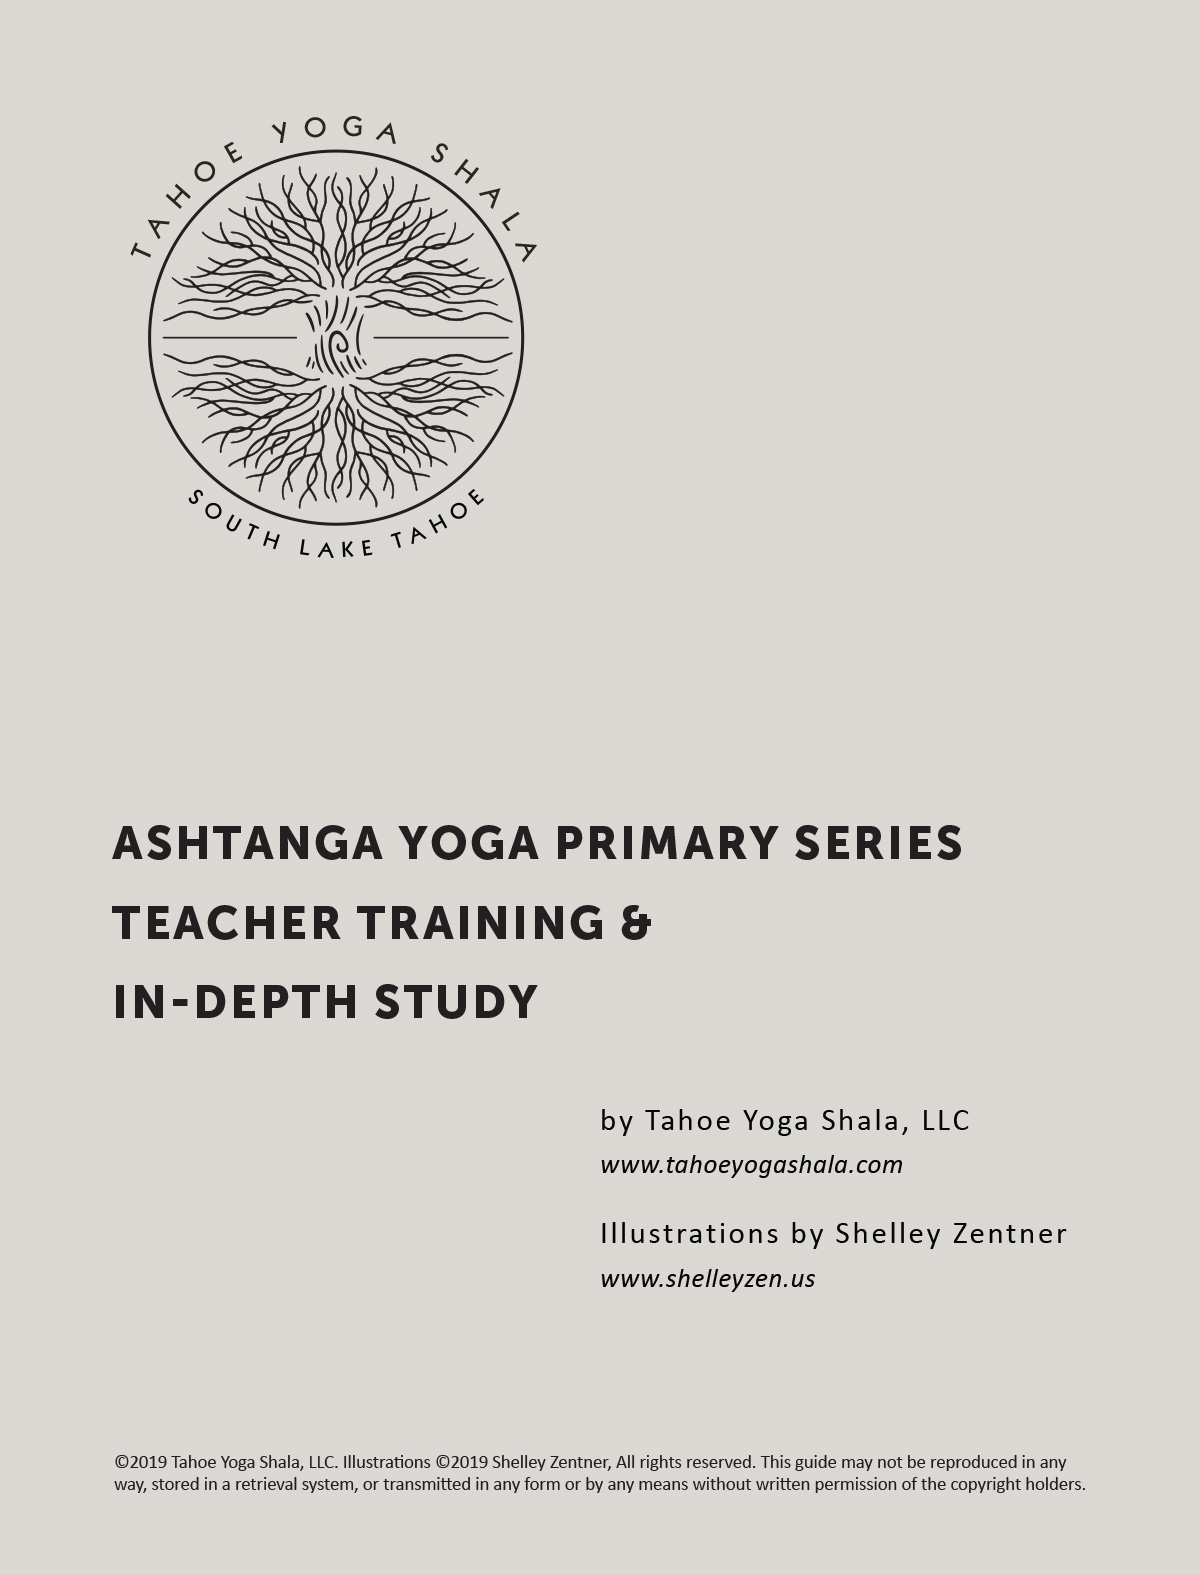 TAHOE YOGA SHALA
SOUTH LAKE TAHOE
ASHTANGA YOGA PRIMARY SERIES
TEACHER TRAINING &
IN-DEPTH STUDY
by Tahoe Yoga Shala, LLC
www.tahoeyogashala.com
Illustrations by Shelley Zentner
www.shelleyzen.us
©2019 Tahoe Yoga Shala, LLC. Illustrations ©2019 Shelley Zentner, All rights reserved. This guide may not be reproduced in any
way, stored in a retrieval system, or transmitted in any form or by any means without written permission of the copyright holders.